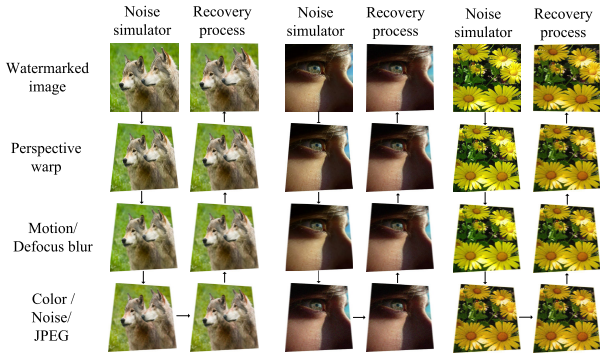 Noise simulator
Recovery process
Noise simulator
Recovery process
Noise simulator
Recovery process
Watermarked image
Perspective warp
Motion/ Defocus blur
Color / Noise/ JPEG